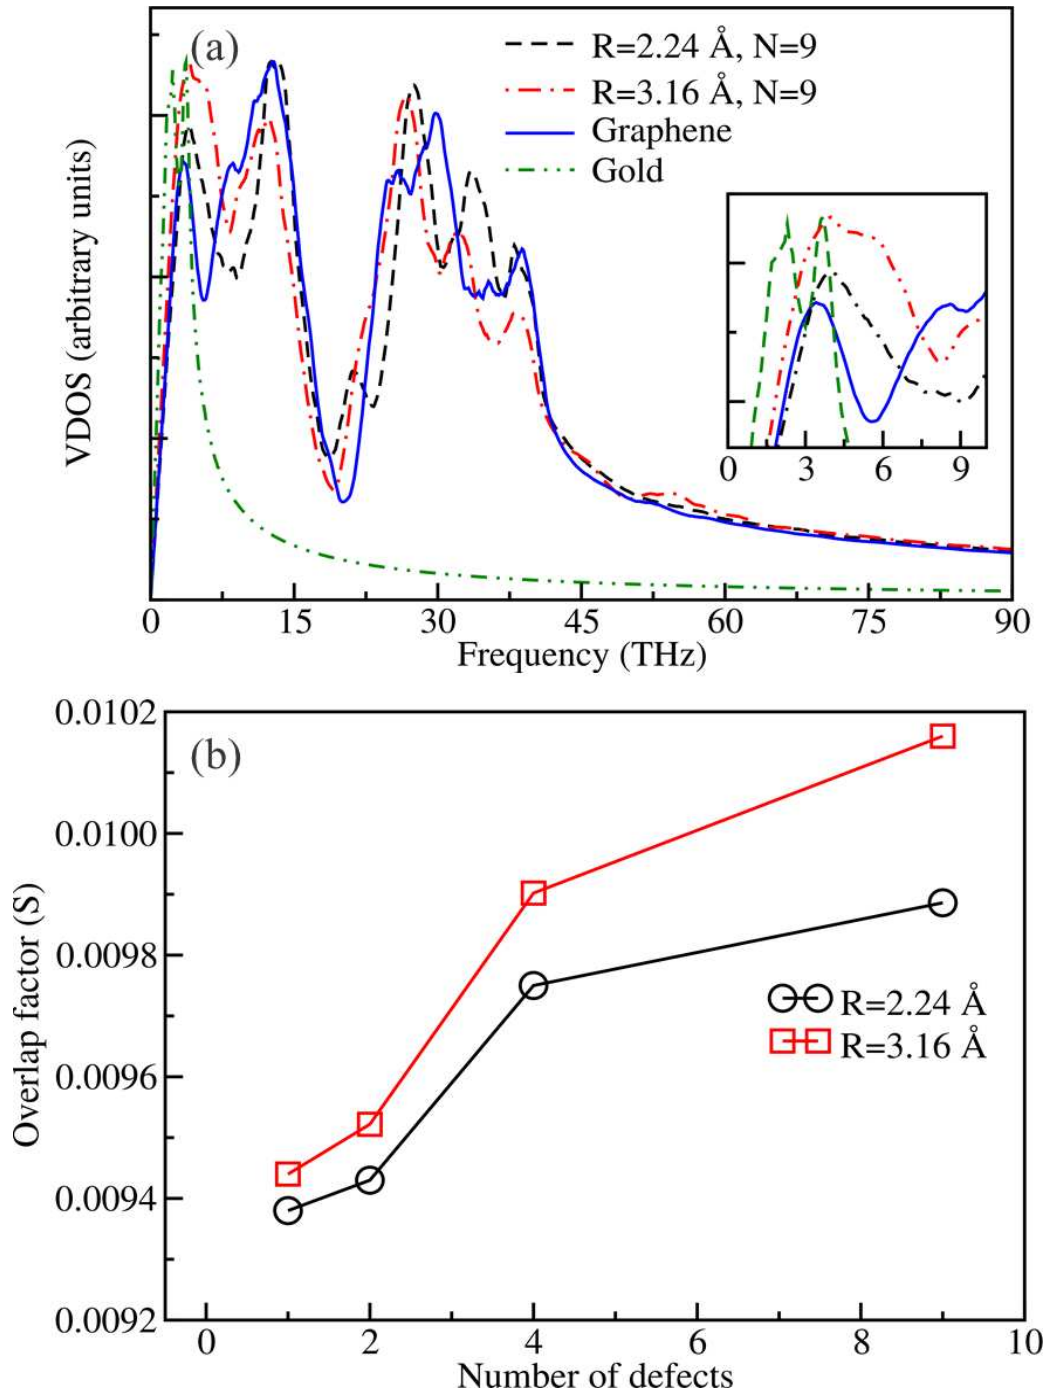 (a)
R=2.24 Å, N=9
R=3.16 Å, N=9
Graphene
Gold
VDOS (arbitrary units)
0 3 6 9
0 15 30 45 60 75 90
Frequency (THz)
(b)
0.0102
0.0100
0.0098
0.0096
0.0094
0.0092
Overlap factor (S)
R=2.24 Å
R=3.16 Å
0 2 4 6 8 10
Number of defects